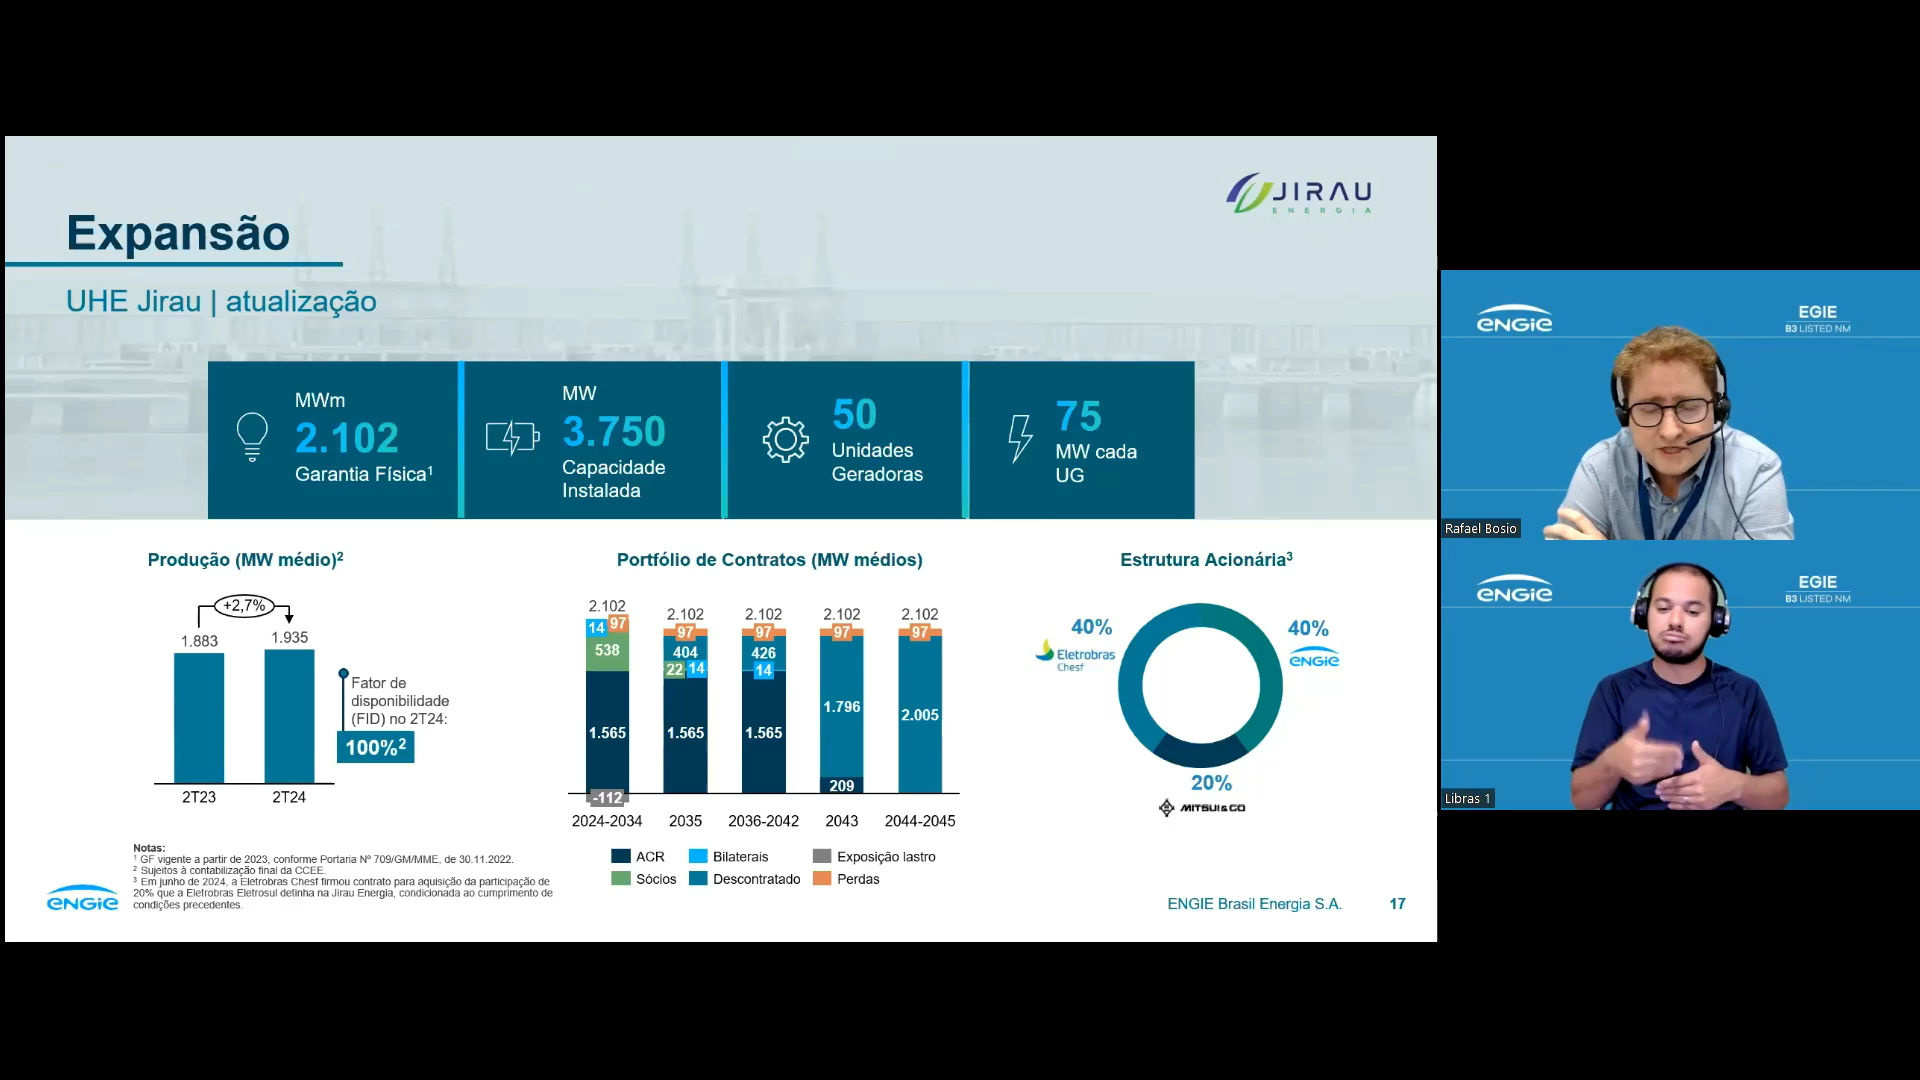 JIRAU
ENERGIA
Expansão
UHE Jirau | atualização
MWm
2.102
Garantia Física¹
MW
3.750
Capacidade
Instalada
50
Unidades
Geradoras
75
MW cada
UG
Produção (MW médio)²
+2,7%
1.883
1.935
2T23
2T24
Fator de
disponibilidade
(FID) no 2T24:
100%²
Portfólio de Contratos (MW médios)
2.102
14
97
538
1.565
-112
2024-2034
2.102
97
404
22
14
1.565
2035
2.102
97
426
14
1.565
2036-2042
2.102
97
1.796
209
2043
2.102
97
2.005
2044-2045
ACR
Bilaterais
Exposição lastro
Sócios
Descontratado
Perdas
Estrutura Acionária³
40%
Eletrobras
Chesf
40%
ENGIE
20%
MITSUI & CO
Notas:
¹ GF vigente a partir de 2023, conforme Portaria Nº 709/GM/MME, de 30.11.2022.
² Sujeitos à contabilização final da CCEE.
³ Em junho de 2024, a Eletrobras Chesf firmou contrato para aquisição da participação de
20% que a Eletrobras Eletrosul detinha na Jirau Energia, condicionada ao cumprimento de
condições precedentes.
ENGIE
ENGIE Brasil Energia S.A.
17
ENGIE
EGIE
B3 LISTED NM
Rafael Bosio
ENGIE
EGIE
B3 LISTED NM
Libras 1